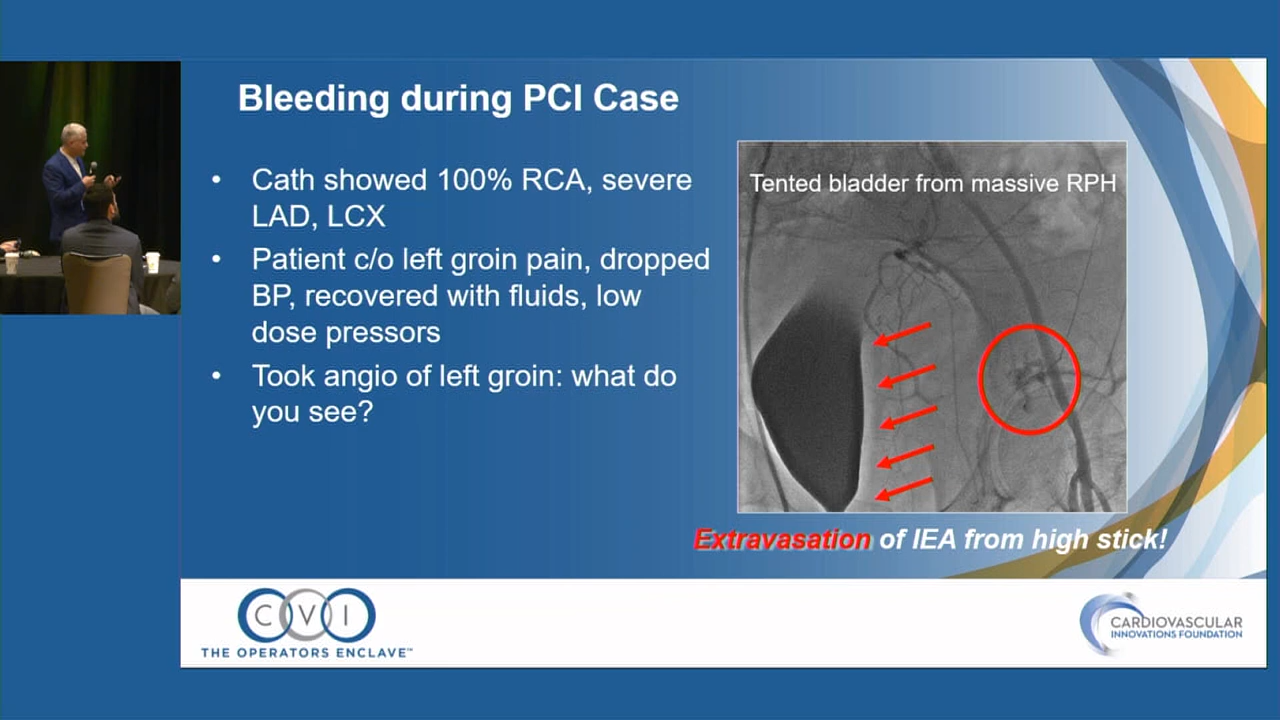 Bleeding during PCI Case
• Cath showed 100% RCA, severe
LAD, LCX
• Patient c/o left groin pain, dropped
BP, recovered with fluids, low
dose pressors
• Took angio of left groin: what do
you see?
Tented bladder from massive RPH
Extravasation of IEA from high stick!
CVI
THE OPERATORS ENCLAVE™
CARDIOVASCULAR
INNOVATIONS FOUNDATION